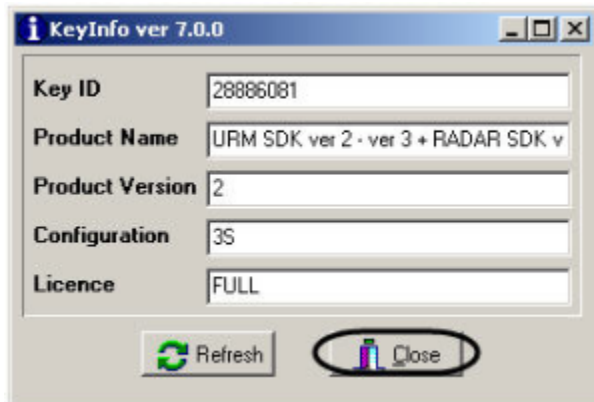 KeyInfo ver 7.0.0
Key ID 28886081
Product Name URM SDK ver 2 - ver 3 + RADAR SDK v
Product Version 2
Configuration 3S
Licence FULL
Refresh Close